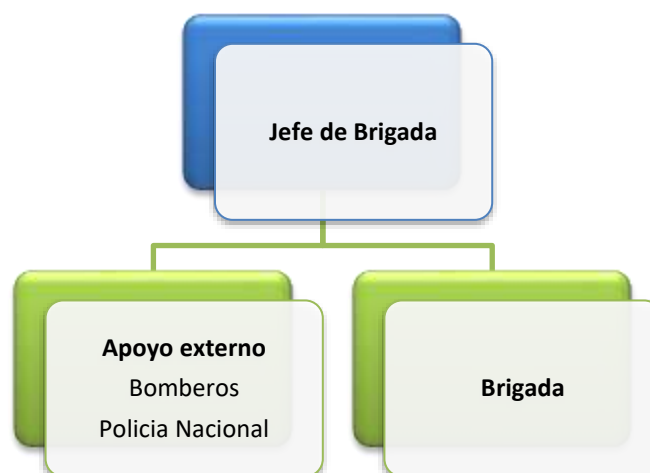 Jefe de Brigada
Apoyo externo
Bomberos
Policia Nacional
Brigada